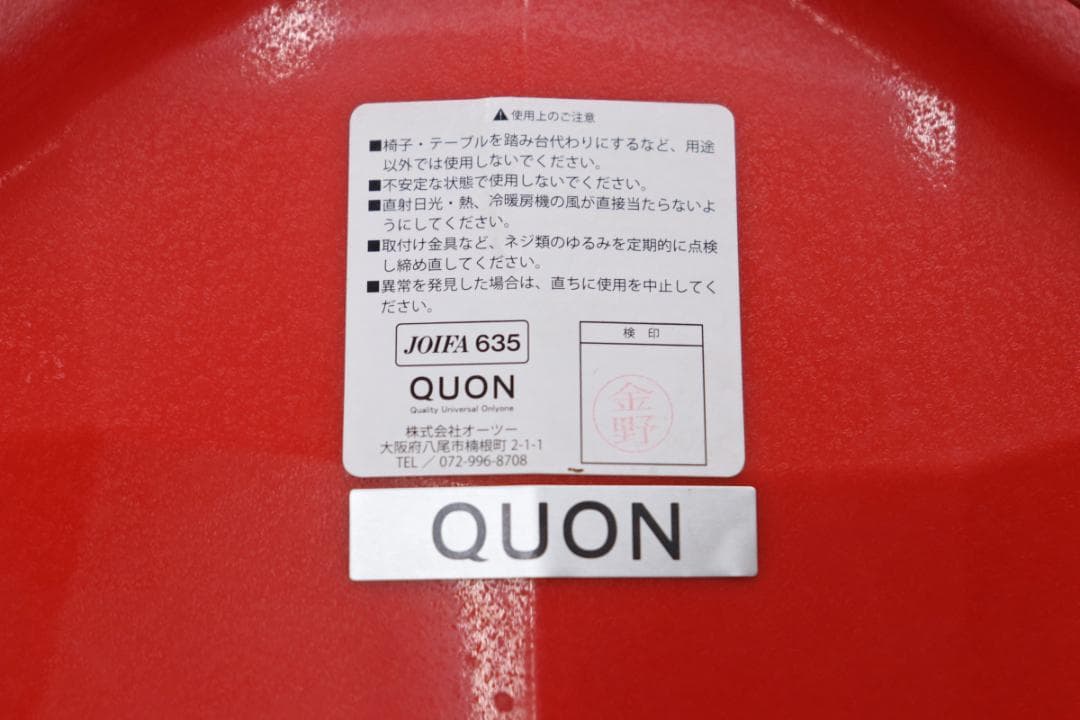 ⚠使用上のご注意
■椅子・テーブルを踏み台代わりにするなど、用途
以外では使用しないでください。
■不安定な状態で使用しないでください。
■直射日光・熱、冷暖房機の風が直接当たらないよ
うにしてください。
■取付け金具など、ネジ類のゆるみを定期的に点検
し締め直してください。
■異常を発見した場合は、直ちに使用を中止してく
ださい。
JOIFA 635
QUON
Quality Universal Onlyone
株式会社オーツー
大阪府八尾市楠根町 2-1-1
TEL／072-996-8708
検 印
金
野
QUON